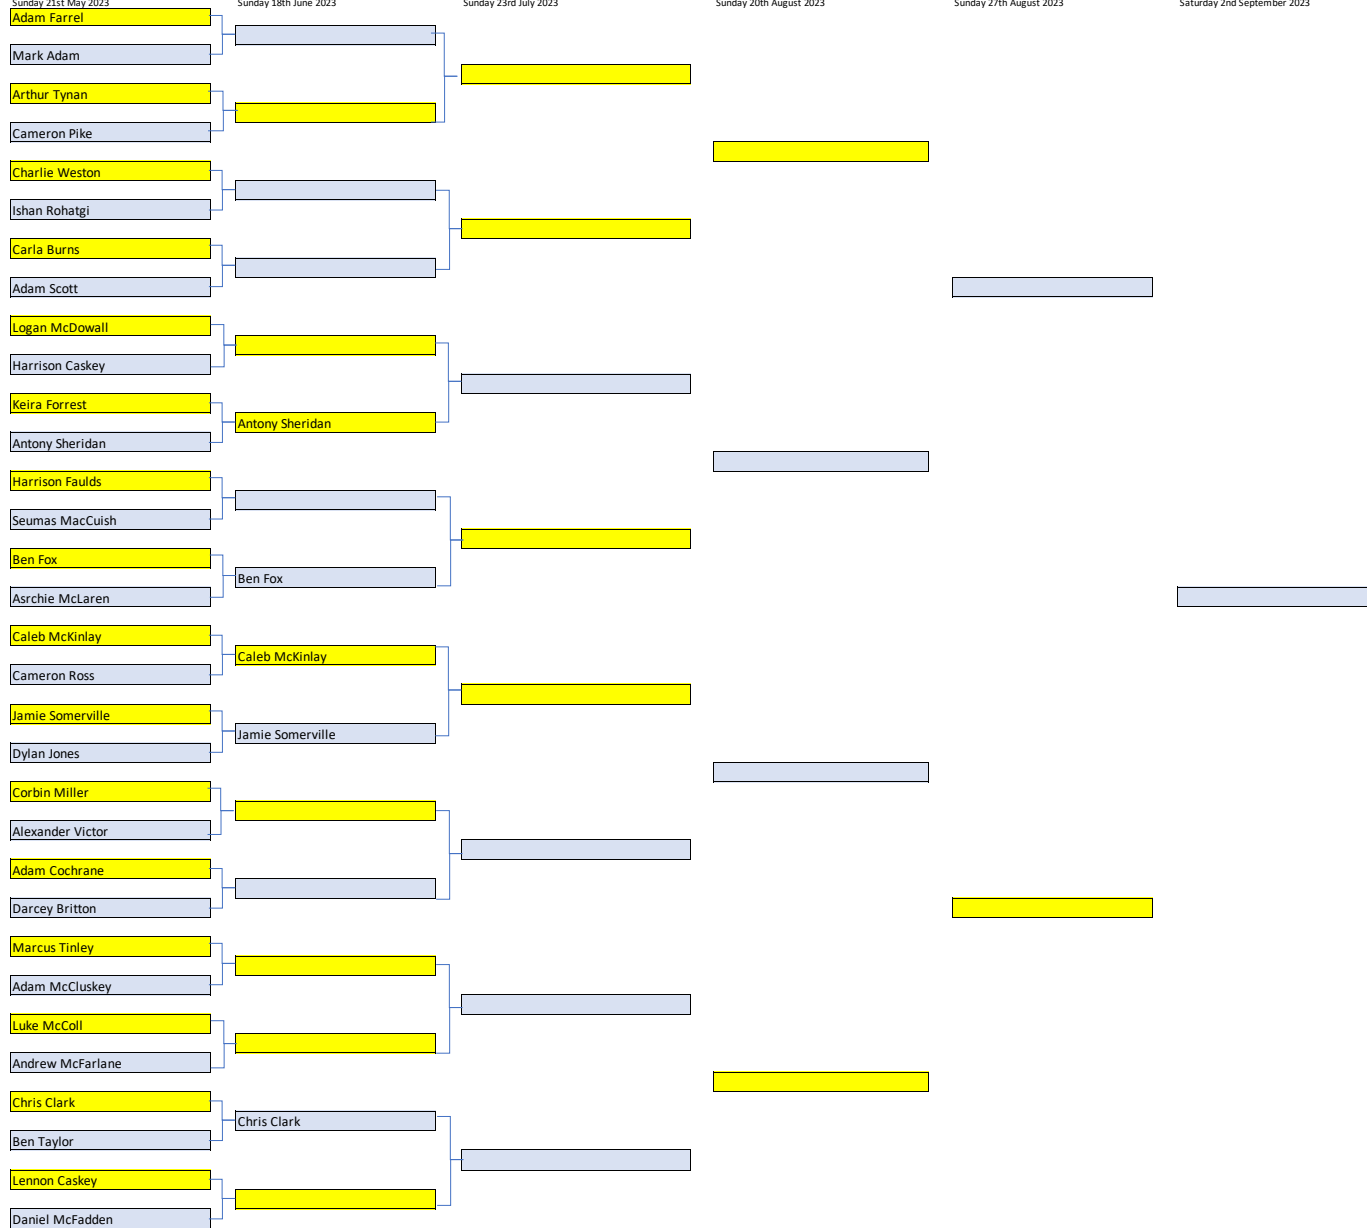 Sunday 21st May 2023
Sunday 18th June 2023
Sunday 23rd July 2023
Sunday 20th August 2023
Sunday 27th August 2023
Saturday 2nd September 2023
Adam Farrel
Mark Adam
Arthur Tynan
Cameron Pike
Charlie Weston
Ishan Rohatgi
Carla Burns
Adam Scott
Logan McDowall
Harrison Caskey
Keira Forrest
Antony Sheridan
Antony Sheridan
Harrison Faulds
Seumas MacCuish
Ben Fox
Ben Fox
Asrchie McLaren
Caleb McKinlay
Caleb McKinlay
Cameron Ross
Jamie Somerville
Jamie Somerville
Dylan Jones
Corbin Miller
Alexander Victor
Adam Cochrane
Darcey Britton
Marcus Tinley
Adam McCluskey
Luke McColl
Andrew McFarlane
Chris Clark
Chris Clark
Ben Taylor
Lennon Caskey
Daniel McFadden